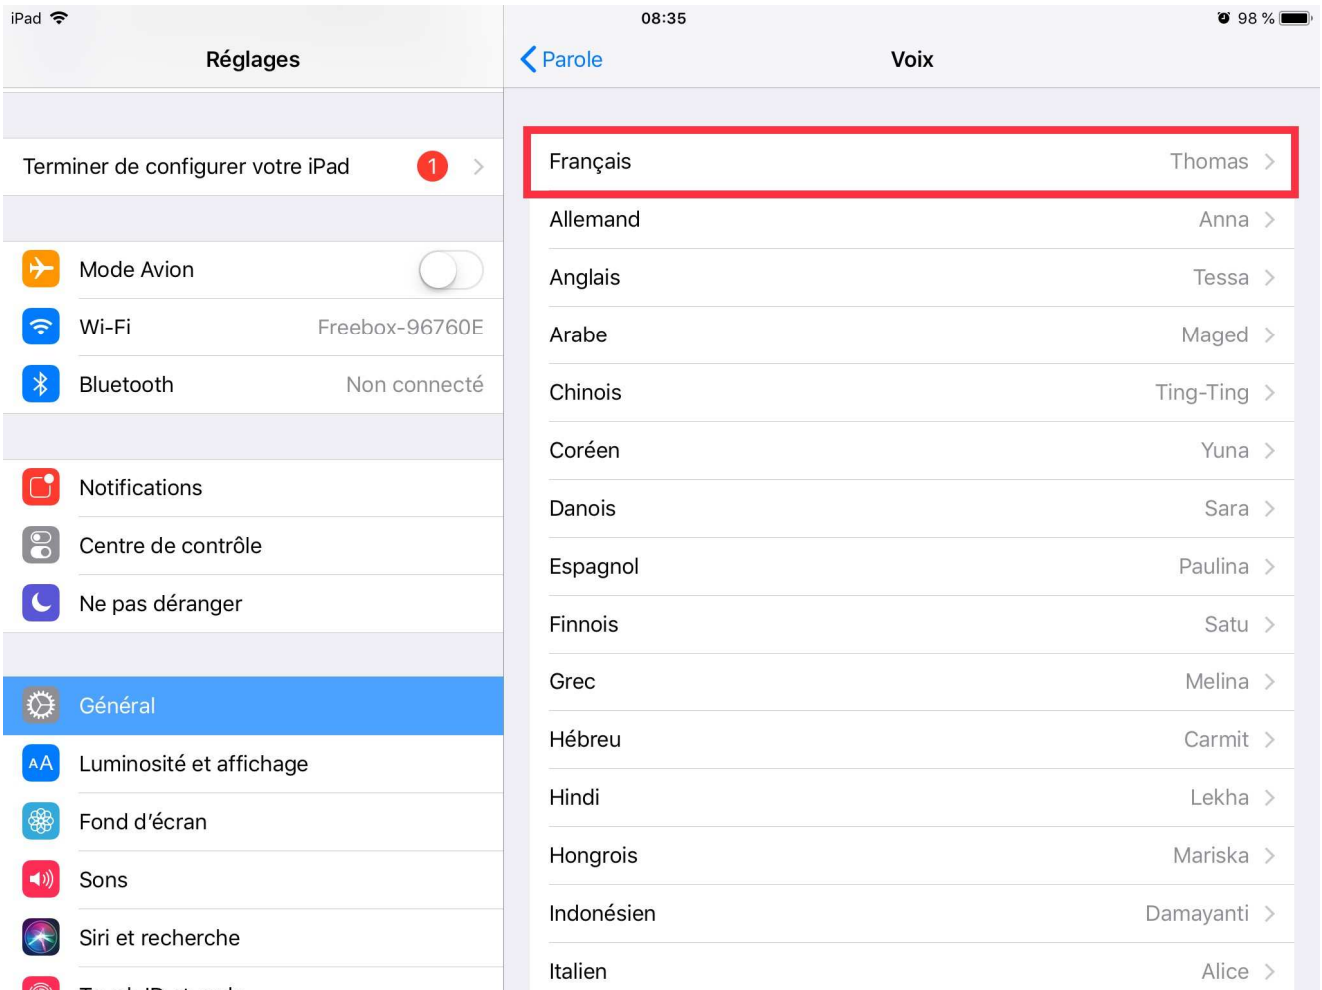 iPad
08:35
98 %
Réglages
Terminer de configurer votre iPad 1
Mode Avion
Wi-Fi Freebox-96760E
Bluetooth Non connecté
Notifications
Centre de contrôle
Ne pas déranger
Général
AA Luminosité et affichage
Fond d'écran
Sons
Siri et recherche
Parole
Voix
Français Thomas
Allemand Anna
Anglais Tessa
Arabe Maged
Chinois Ting-Ting
Coréen Yuna
Danois Sara
Espagnol Paulina
Finnois Satu
Grec Melina
Hébreu Carmit
Hindi Lekha
Hongrois Mariska
Indonésien Damayanti
Italien Alice